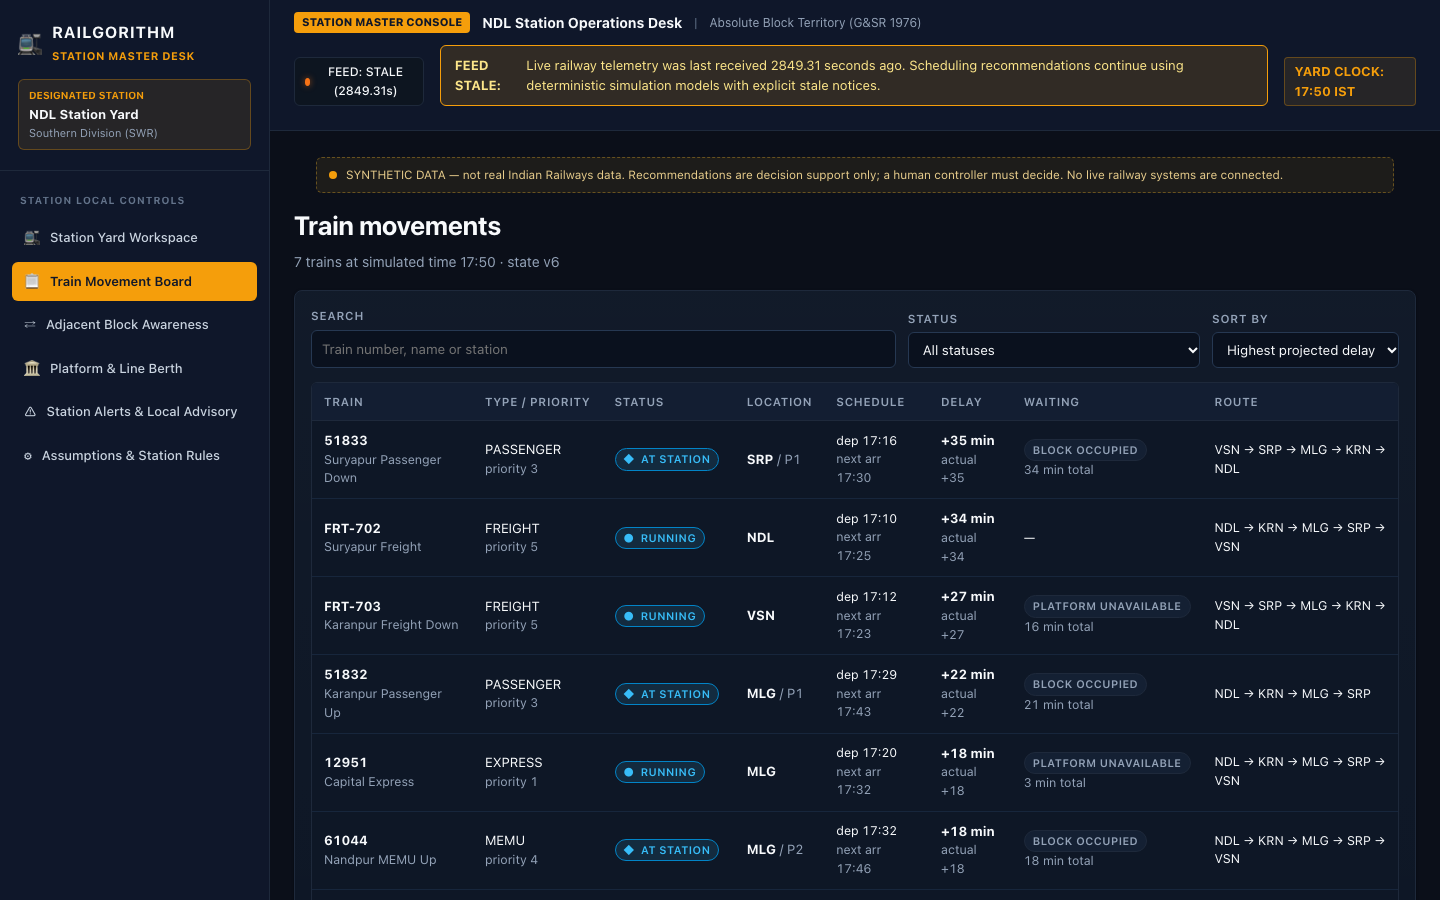 RAILGORITHM
STATION MASTER DESK
DESIGNATED STATION
NDL Station Yard
Southern Division (SWR)
STATION LOCAL CONTROLS
Station Yard Workspace
Train Movement Board
Adjacent Block Awareness
Platform & Line Berth
Station Alerts & Local Advisory
Assumptions & Station Rules
STATION MASTER CONSOLE NDL Station Operations Desk | Absolute Block Territory (G&SR 1976)
FEED: STALE
(2849.31s)
FEED
STALE:
Live railway telemetry was last received 2849.31 seconds ago. Scheduling recommendations continue using
deterministic simulation models with explicit stale notices.
YARD CLOCK:
17:50 IST
SYNTHETIC DATA — not real Indian Railways data. Recommendations are decision support only; a human controller must decide. No live railway systems are connected.
Train movements
7 trains at simulated time 17:50 · state v6
SEARCH
Train number, name or station
STATUS
All statuses
SORT BY
Highest projected delay
TRAIN TYPE / PRIORITY STATUS LOCATION SCHEDULE DELAY WAITING ROUTE
51833
Suryapur Passenger
Down
PASSENGER
priority 3
AT STATION
SRP / P1
dep 17:16
next arr
17:30
+35 min
actual
+35
BLOCK OCCUPIED
34 min total
VSN → SRP → MLG → KRN →
NDL
FRT-702
Suryapur Freight
FREIGHT
priority 5
RUNNING
NDL
dep 17:10
next arr
17:25
+34 min
actual
+34
—
NDL → KRN → MLG → SRP →
VSN
FRT-703
Karanpur Freight Down
FREIGHT
priority 5
RUNNING
VSN
dep 17:12
next arr
17:23
+27 min
actual
+27
PLATFORM UNAVAILABLE
16 min total
VSN → SRP → MLG → KRN →
NDL
51832
Karanpur Passenger
Up
PASSENGER
priority 3
AT STATION
MLG / P1
dep 17:29
next arr
17:43
+22 min
actual
+22
BLOCK OCCUPIED
21 min total
NDL → KRN → MLG → SRP
12951
Capital Express
EXPRESS
priority 1
RUNNING
MLG
dep 17:20
next arr
17:32
+18 min
actual
+18
PLATFORM UNAVAILABLE
3 min total
NDL → KRN → MLG → SRP →
VSN
61044
Nandpur MEMU Up
MEMU
priority 4
AT STATION
MLG / P2
dep 17:32
next arr
17:46
+18 min
actual
+18
BLOCK OCCUPIED
18 min total
NDL → KRN → MLG → SRP →
VSN